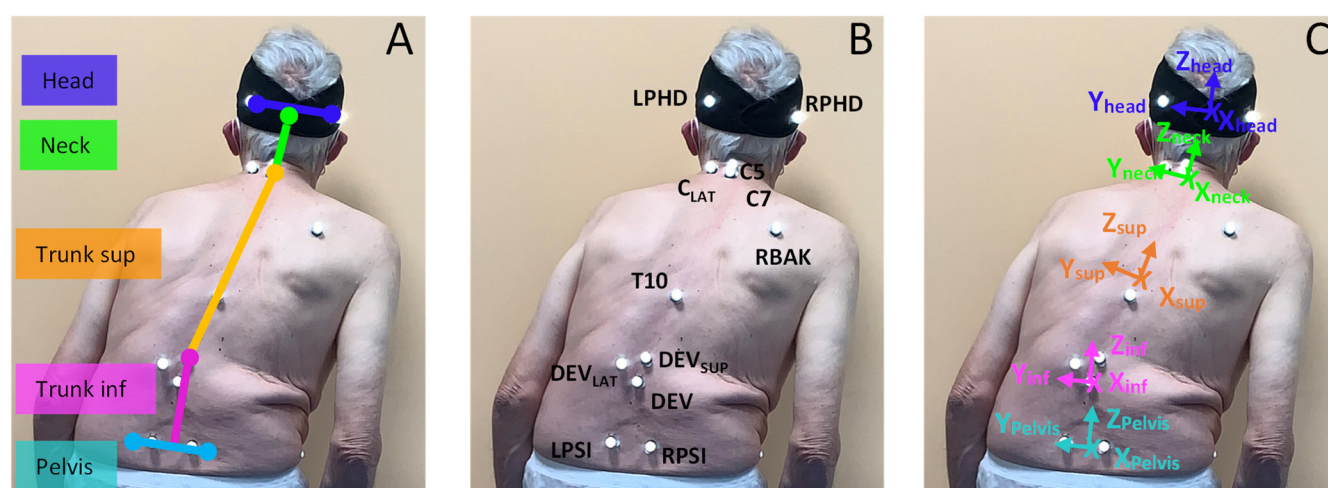 A
Head
Neck
Trunk sup
Trunk inf
Pelvis
B
LPHD
RPHD
C5
CLAT
C7
RBAK
T10
DEVSUP
DEVLAT
DEV
LPSI
RPSI
C
Zhead
Yhead
Xhead
Zneck
Yneck
Xneck
Zsup
Ysup
Xsup
Zinf
Yinf
Xinf
ZPelvis
YPelvis
XPelvis